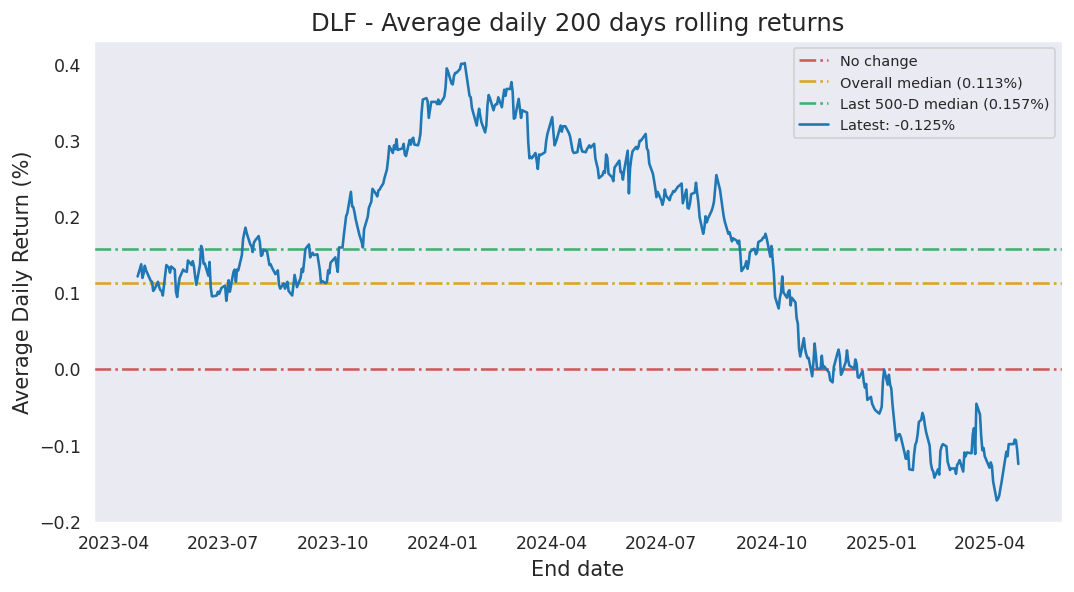 DLF - Average daily 200 days rolling returns
No change
Overall median (0.113%)
Last 500-D median (0.157%)
Latest: -0.125%
Average Daily Return (%)
0.4
0.3
0.2
0.1
0.0
−0.1
−0.2
2023-04 2023-07 2023-10 2024-01 2024-04 2024-07 2024-10 2025-01 2025-04
End date